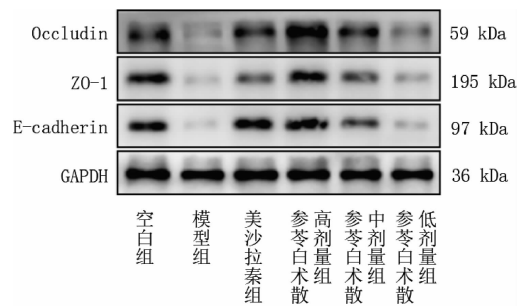 Occludin 59 kDa
ZO-1 195 kDa
E-cadherin 97 kDa
GAPDH 36 kDa
空白组
模型组
美沙拉秦组
参苓白术散高剂量组
参苓白术散中剂量组
参苓白术散低剂量组